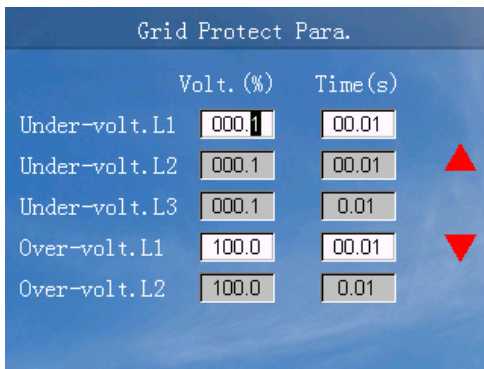 Grid Protect Para.
Volt.(%) Time(s)
Under-volt.L1 000.1 00.01
Under-volt.L2 000.1 00.01
Under-volt.L3 000.1 0.01
Over-volt.L1 100.0 00.01
Over-volt.L2 100.0 0.01